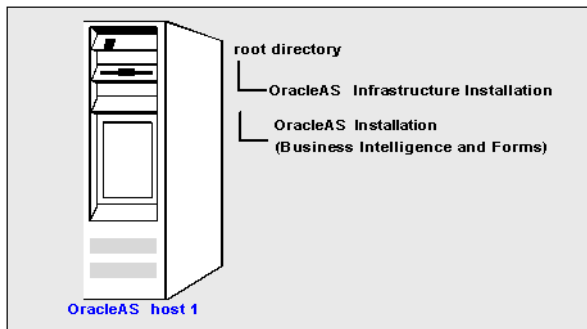 root directory
OracleAS Infrastructure Installation
OracleAS Installation
(Business Intelligence and Forms)
OracleAS host 1